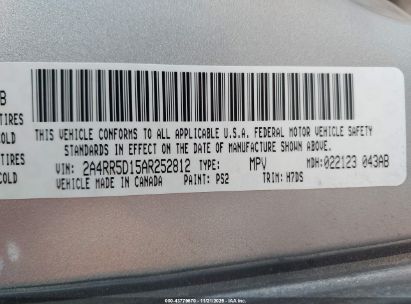 B
TIRES
COLD
TIRES
COLD
THIS VEHICLE CONFORMS TO ALL APPLICABLE U.S.A. FEDERAL MOTOR VEHICLE SAFETY
STANDARDS IN EFFECT ON THE DATE OF MANUFACTURE SHOWN ABOVE.
VIN: 2A4RR5D15AR252812 TYPE: MPV MDH: 022123 043AB
VEHICLE MADE IN CANADA PAINT: PS2 TRIM: H7DS